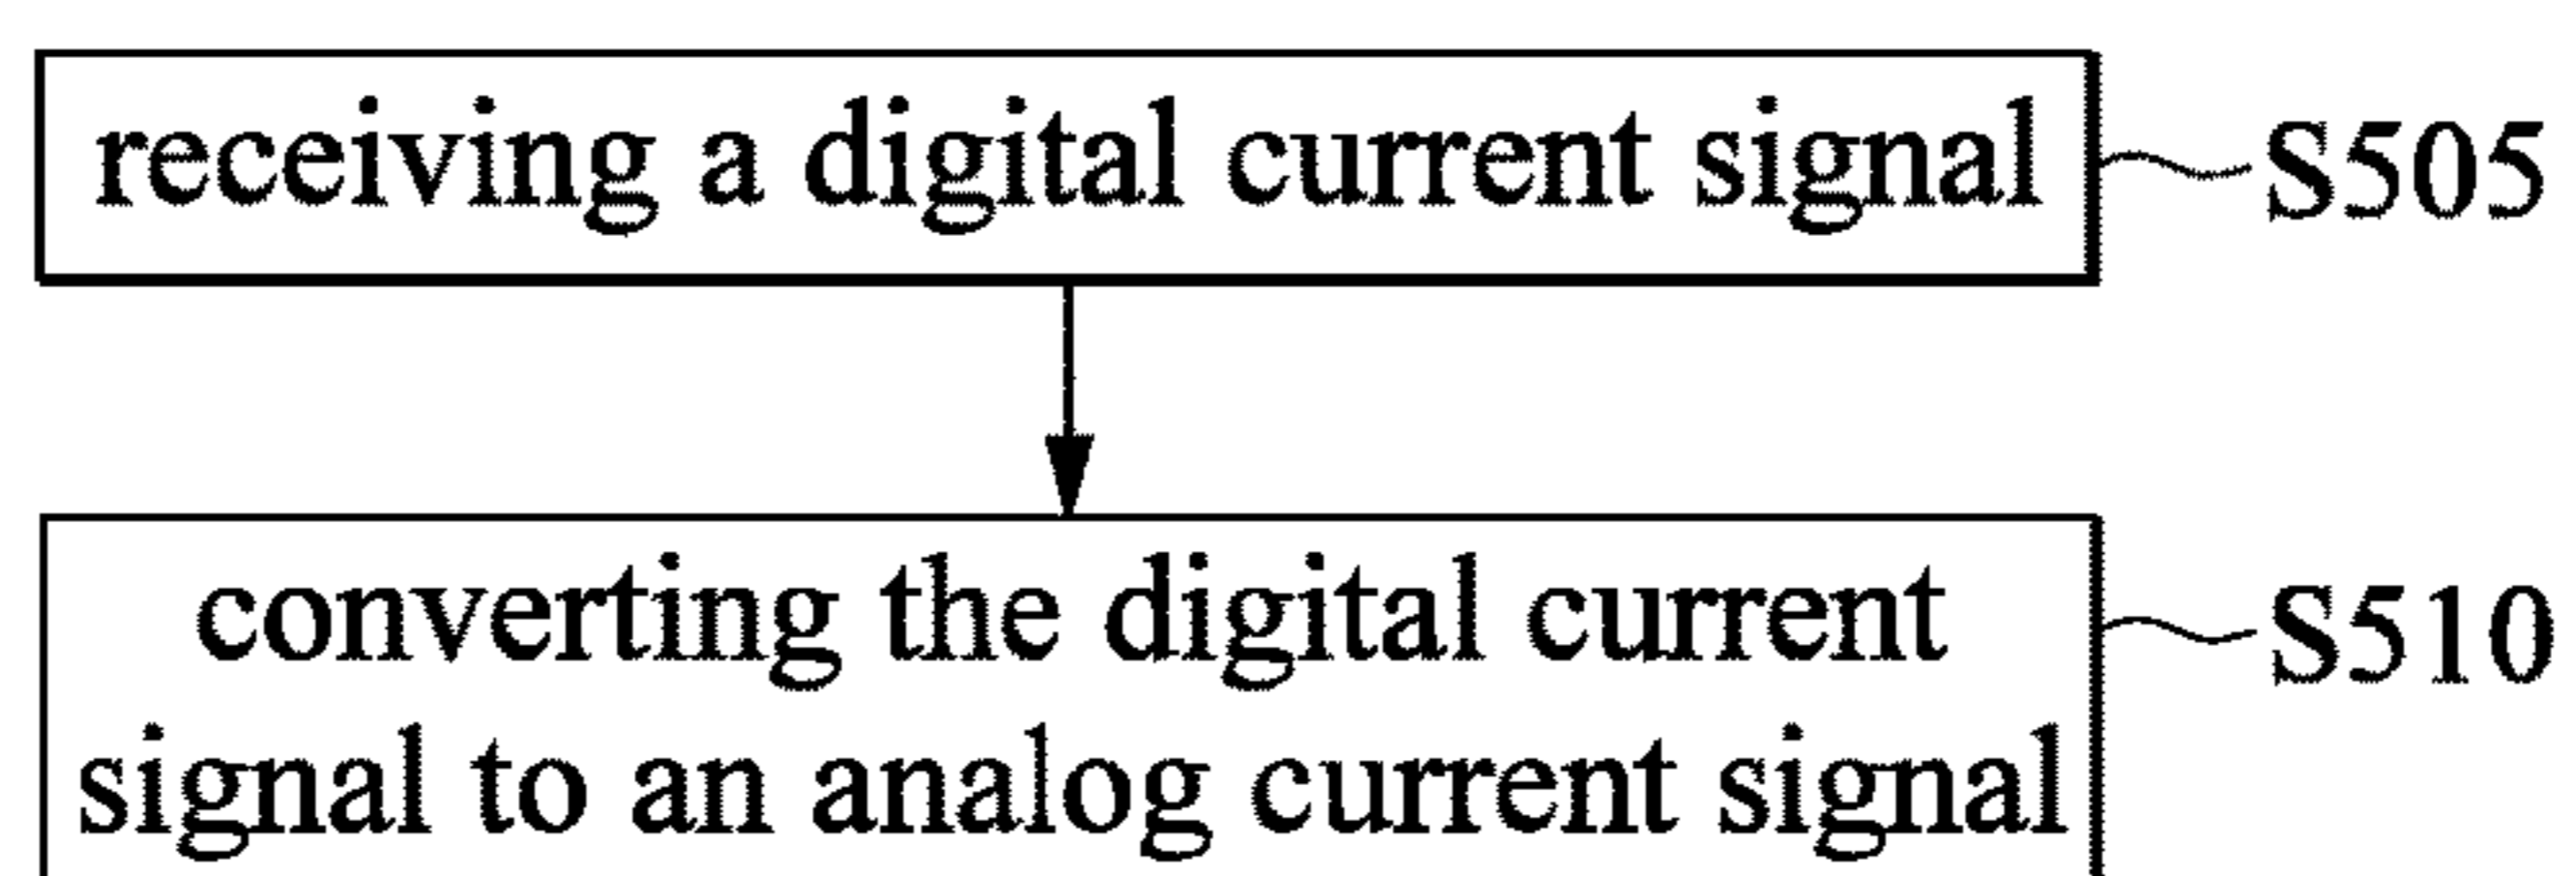 receiving a digital current signal
S505
converting the digital current
signal to an analog current signal
S510